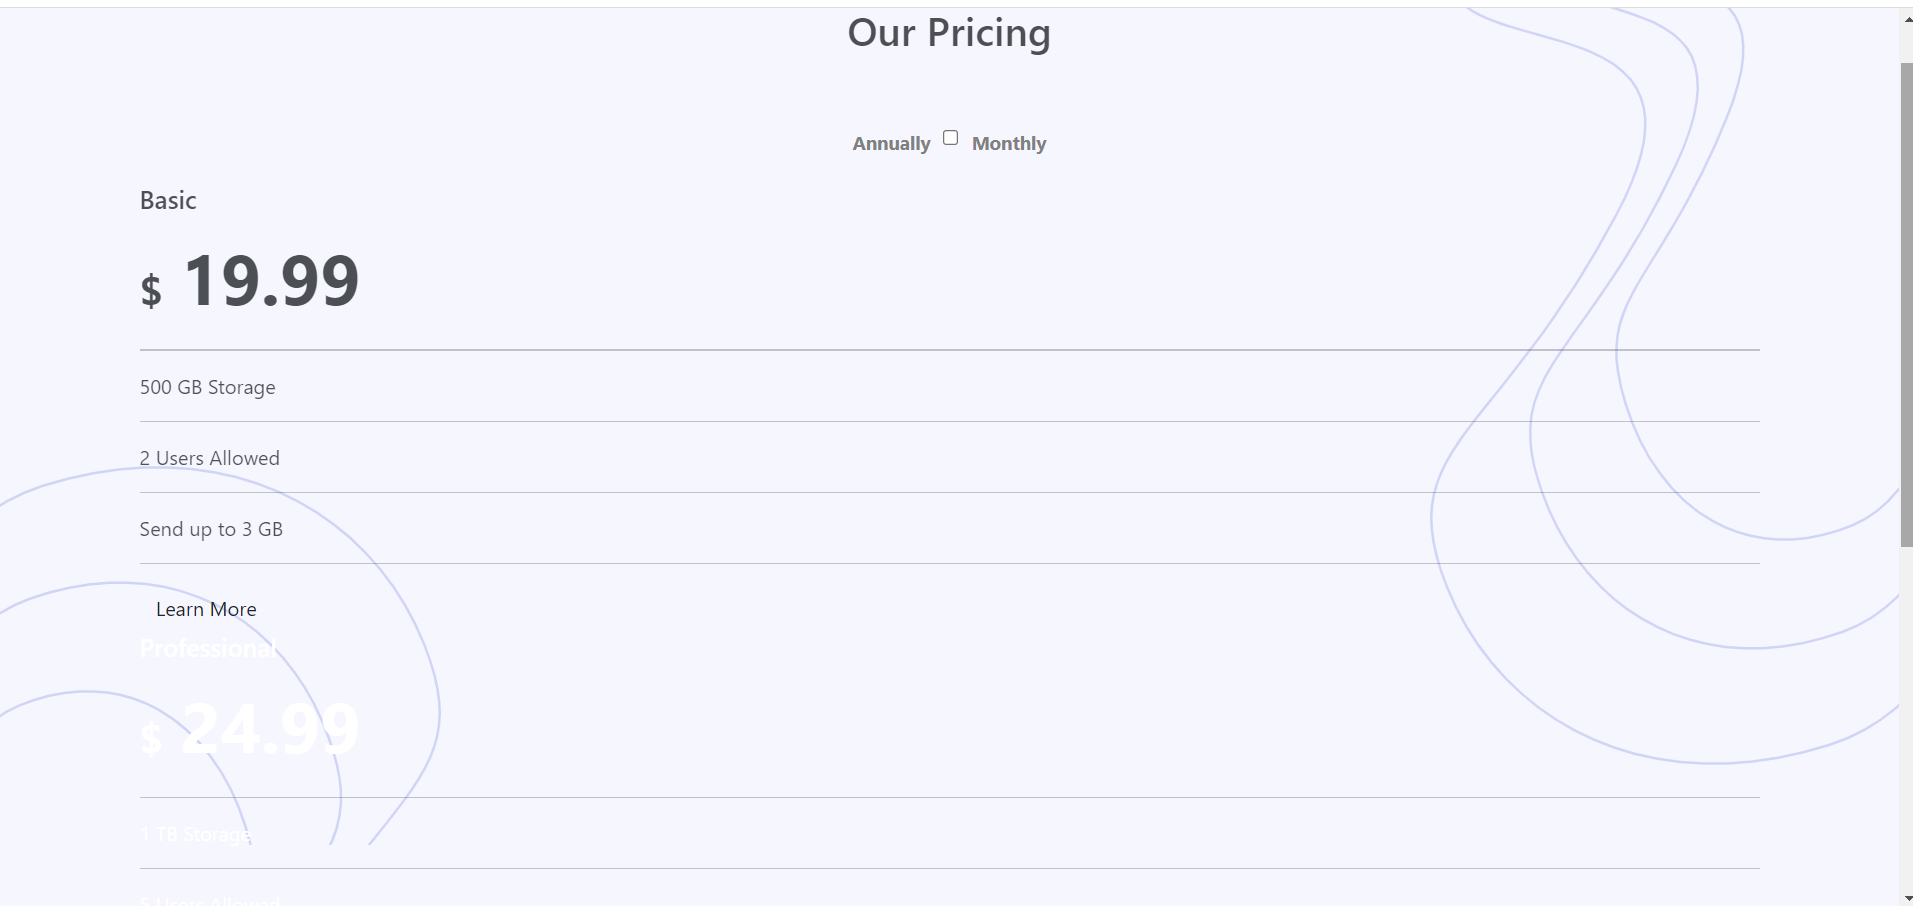 Our Pricing
Annually Monthly
Basic
$ 19.99
500 GB Storage
2 Users Allowed
Send up to 3 GB
Learn More
Professional
$ 24.99
1 TB Storage
5 Users Allowed